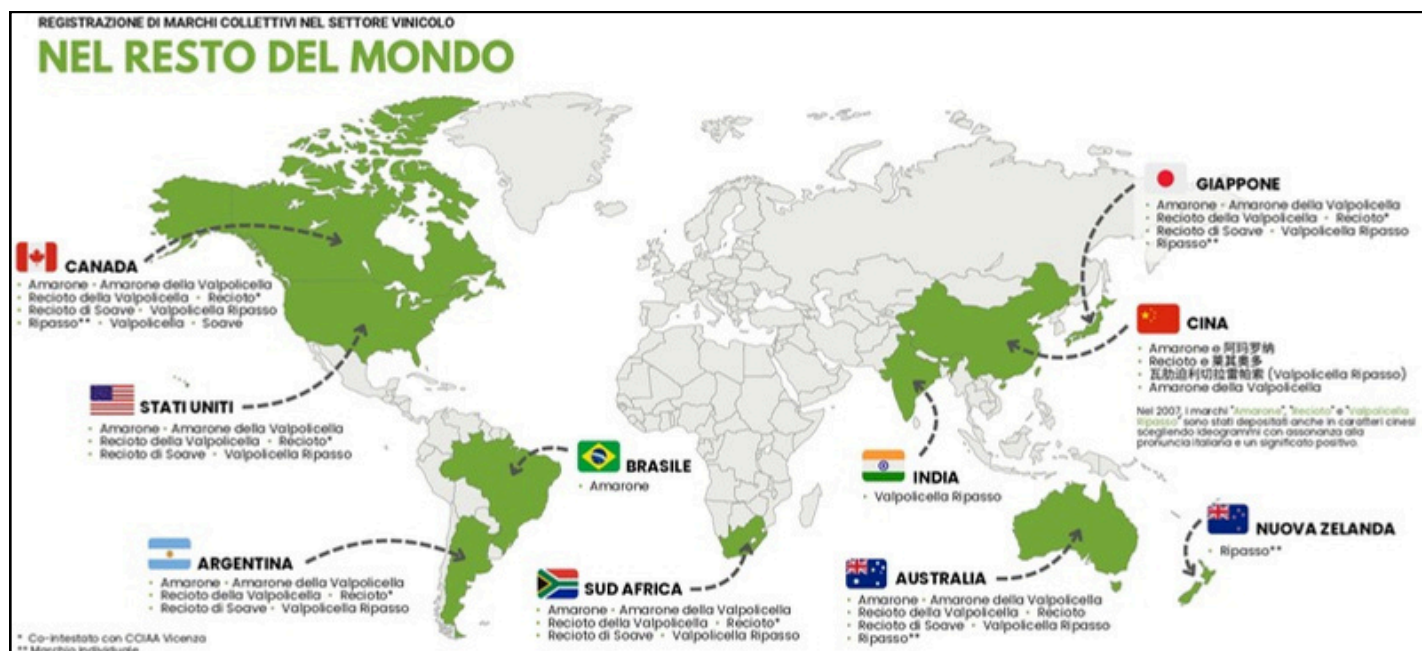 REGISTRAZIONE DI MARCHI COLLETTIVI NEL SETTORE VINICOLO
NEL RESTO DEL MONDO
CANADA
• Amarone • Amarone della Valpolicella
• Recioto della Valpolicella • Recioto*
• Recioto di Soave • Valpolicella Ripasso
• Ripasso** • Valpolicella • Soave
STATI UNITI
• Amarone • Amarone della Valpolicella
• Recioto della Valpolicella • Recioto*
• Recioto di Soave • Valpolicella Ripasso
BRASILE
• Amarone
ARGENTINA
• Amarone • Amarone della Valpolicella
• Recioto della Valpolicella • Recioto*
• Recioto di Soave • Valpolicella Ripasso
SUD AFRICA
• Amarone • Amarone della Valpolicella
• Recioto della Valpolicella • Recioto*
• Recioto di Soave • Valpolicella Ripasso
GIAPPONE
• Amarone • Amarone della Valpolicella
• Recioto della Valpolicella • Recioto*
• Recioto di Soave • Valpolicella Ripasso
• Ripasso**
CINA
• Amarone e 阿玛罗纳
• Recioto e 莱其奥多
• 瓦肋迫利切拉雷帕索 (Valpolicella Ripasso)
• Amarone della Valpolicella
Nel 2007, i marchi "Amarone", "Recioto" e "Valpolicella
Ripasso" sono stati depositati anche in caratteri cinesi
scegliendo ideogrammi con assonanza alla
pronuncia italiana e un significato positivo.
INDIA
• Valpolicella Ripasso
AUSTRALIA
• Amarone • Amarone della Valpolicella
• Recioto della Valpolicella • Recioto
• Recioto di Soave • Valpolicella Ripasso
• Ripasso**
NUOVA ZELANDA
• Ripasso**
* Co-intestato con CCIAA Vicenza
** Marchio individuale